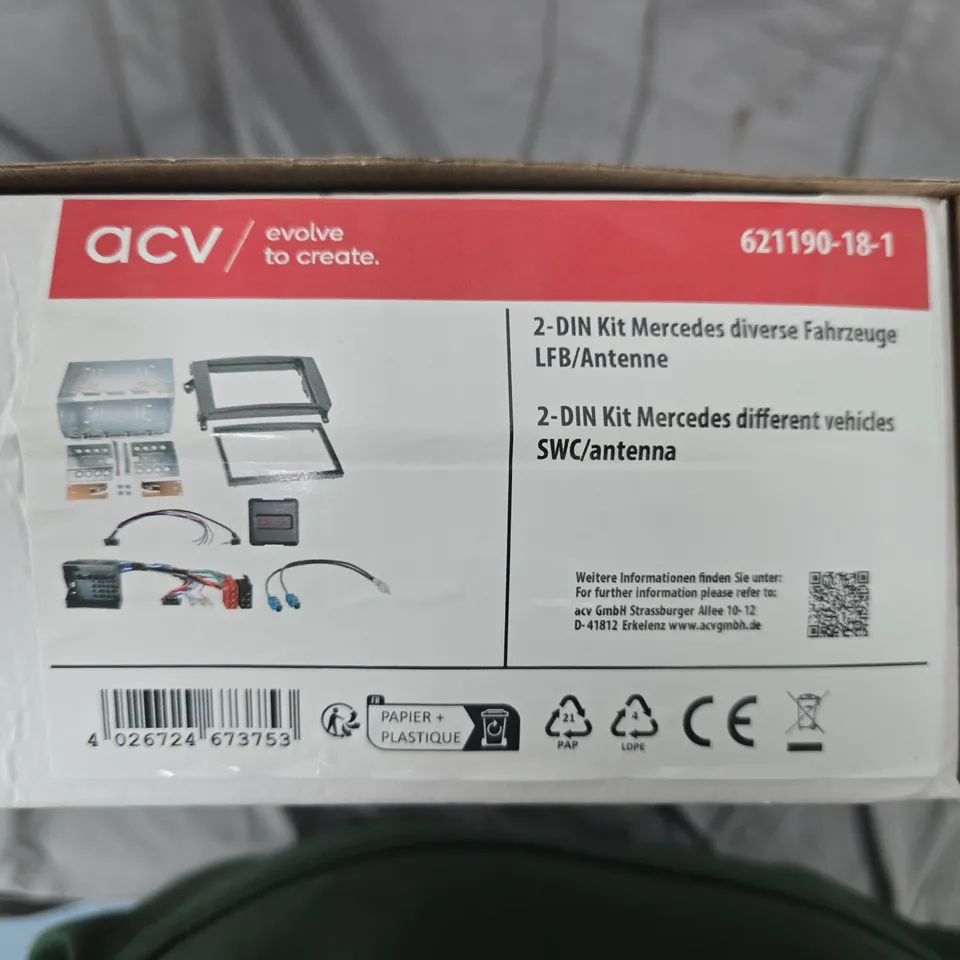 acv / evolve
to create.
621190-18-1
2-DIN Kit Mercedes diverse Fahrzeuge
LFB/Antenne
2-DIN Kit Mercedes different vehicles
SWC/antenna
Weitere Informationen finden Sie unter:
For further information please refer to:
acv GmbH Strassburger Allee 10-12
D-41812 Erkelenz www.acvgmbh.de
4 026724 673753
FR
PAPIER +
PLASTIQUE
21
PAP
4
LDPE
CE